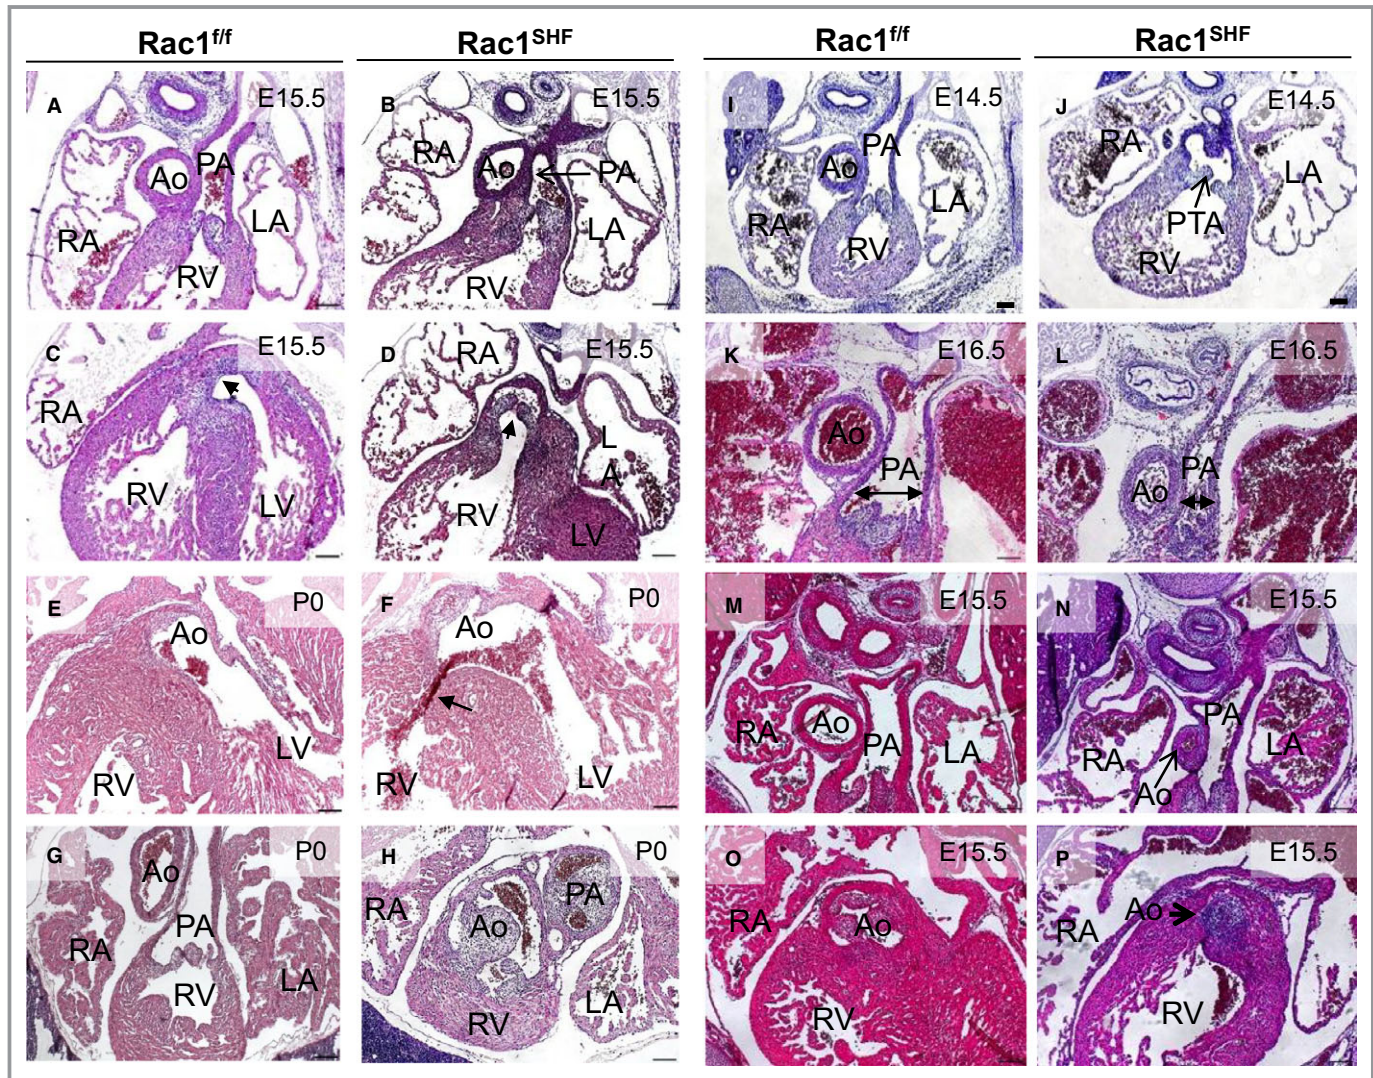 Rac1f/f Rac1SHF Rac1f/f Rac1SHF
A E15.5 PA Ao LA RA RV
B E15.5 RA Ao PA LA RV
I E14.5 PA Ao LA RA RV
J E14.5 RA LA PTA RV
C E15.5 RA RV LV
D E15.5 RA L A RV LV
K E16.5 Ao PA
L E16.5 PA Ao
E P0 Ao LV RV
F P0 Ao RV LV
M E15.5 RA Ao PA LA
N E15.5 PA RA LA Ao
G P0 Ao PA RA LA RV
H P0 RA PA Ao LA RV
O E15.5 RA Ao RV
P E15.5 Ao RA RV